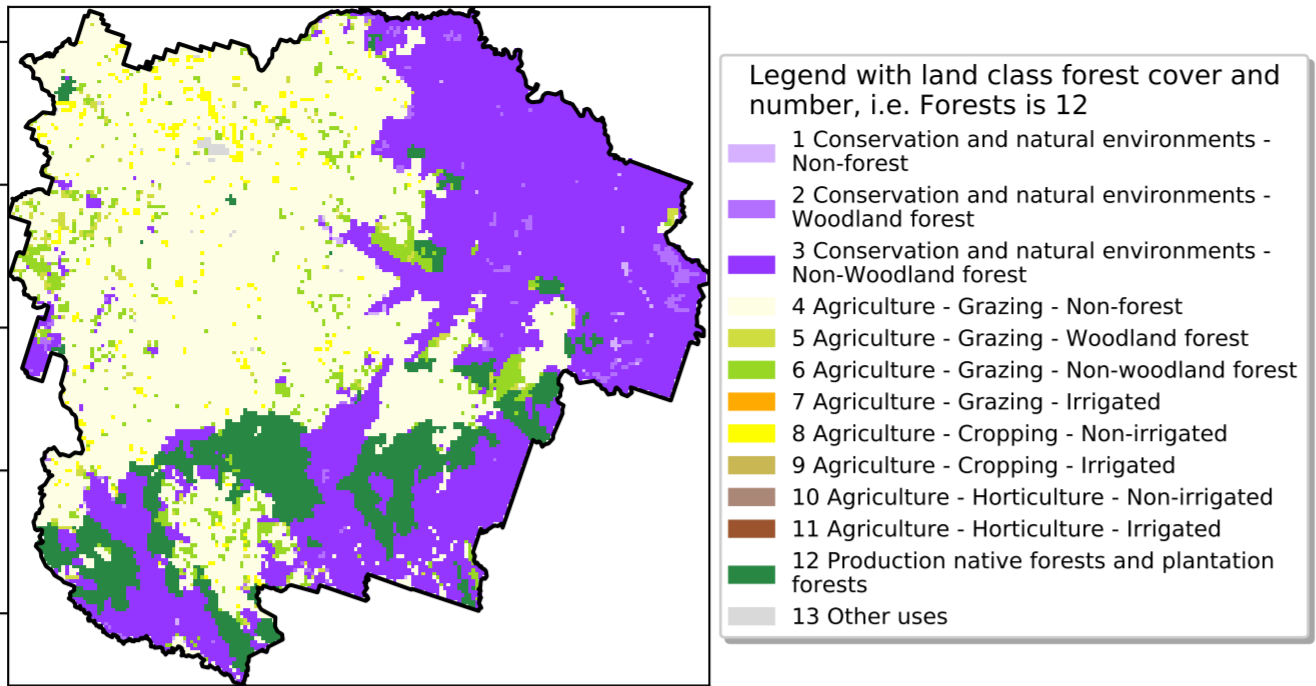 Legend with land class forest cover and
number, i.e. Forests is 12
1 Conservation and natural environments -
Non-forest
2 Conservation and natural environments -
Woodland forest
3 Conservation and natural environments -
Non-Woodland forest
4 Agriculture - Grazing - Non-forest
5 Agriculture - Grazing - Woodland forest
6 Agriculture - Grazing - Non-woodland forest
7 Agriculture - Grazing - Irrigated
8 Agriculture - Cropping - Non-irrigated
9 Agriculture - Cropping - Irrigated
10 Agriculture - Horticulture - Non-irrigated
11 Agriculture - Horticulture - Irrigated
12 Production native forests and plantation
forests
13 Other uses